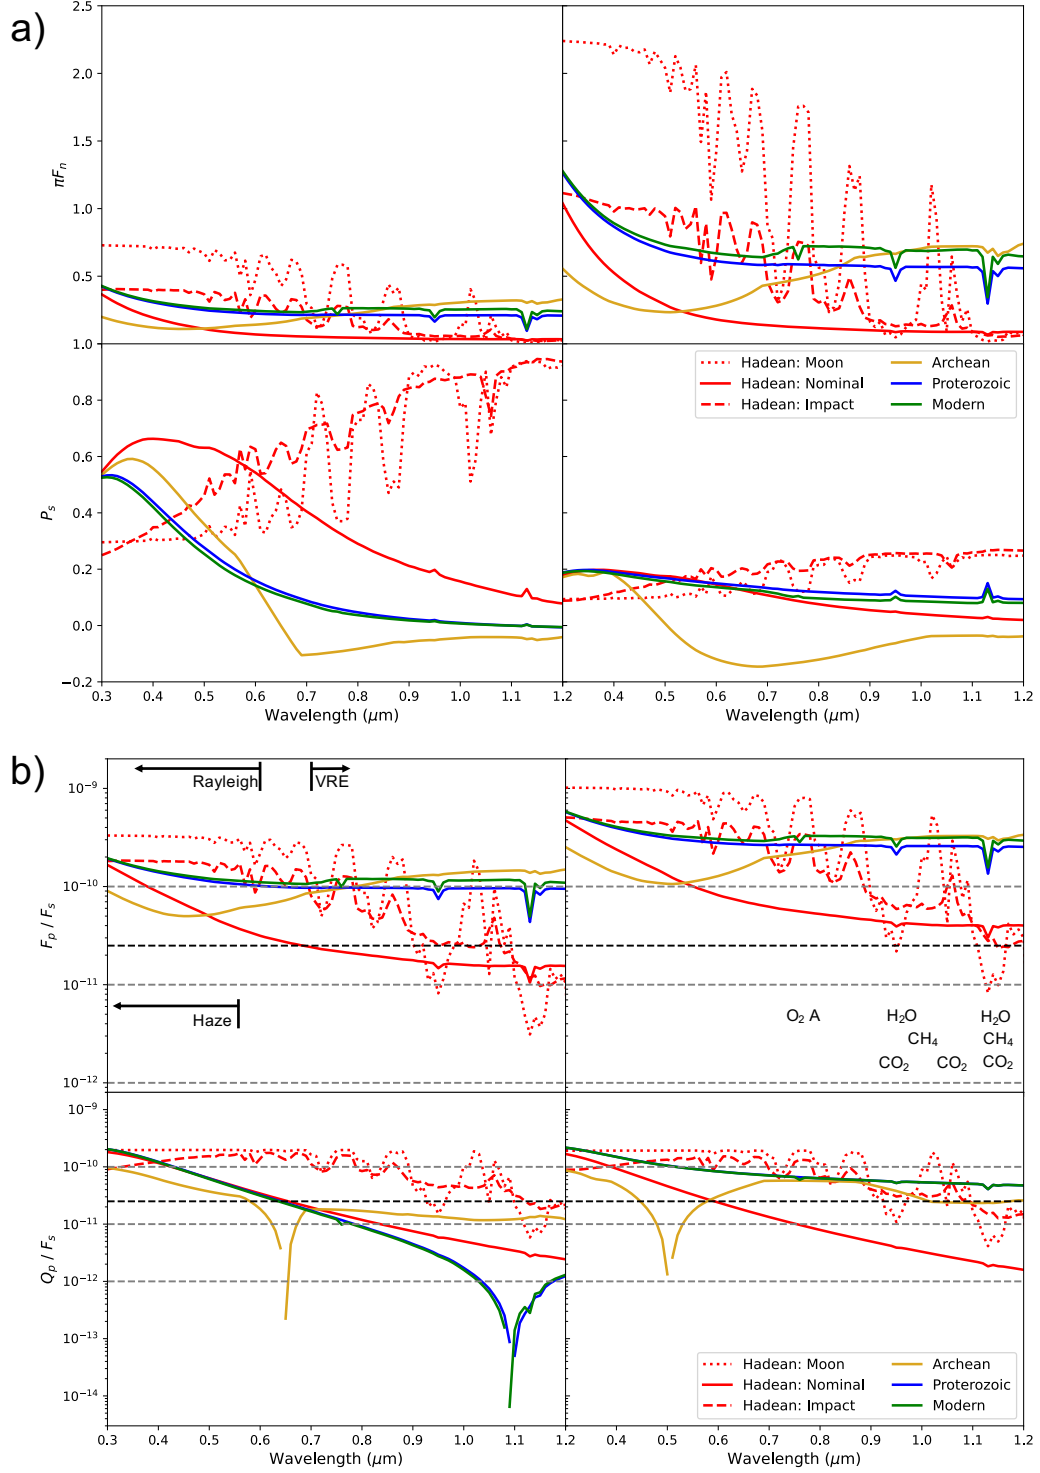 a)
2.5
2.0
1.5
1.0
0.5
0.0
πFn
1.0
0.8
0.6
0.4
0.2
0.0
−0.2
Ps
Hadean: Moon
Hadean: Nominal
Hadean: Impact
Archean
Proterozoic
Modern
0.3 0.4 0.5 0.6 0.7 0.8 0.9 1.0 1.1 1.2 0.4 0.5 0.6 0.7 0.8 0.9 1.0 1.1 1.2
Wavelength (μm) Wavelength (μm)
b)
Rayleigh VRE
10⁻⁹
10⁻¹⁰
10⁻¹¹
10⁻¹²
Fp / Fs
Haze
O₂ A H₂O H₂O
CH₄ CH₄
CO₂ CO₂ CO₂
10⁻⁹
10⁻¹⁰
10⁻¹¹
10⁻¹²
10⁻¹³
10⁻¹⁴
Qp / Fs
Hadean: Moon
Hadean: Nominal
Hadean: Impact
Archean
Proterozoic
Modern
0.3 0.4 0.5 0.6 0.7 0.8 0.9 1.0 1.1 1.2 0.4 0.5 0.6 0.7 0.8 0.9 1.0 1.1 1.2
Wavelength (μm) Wavelength (μm)